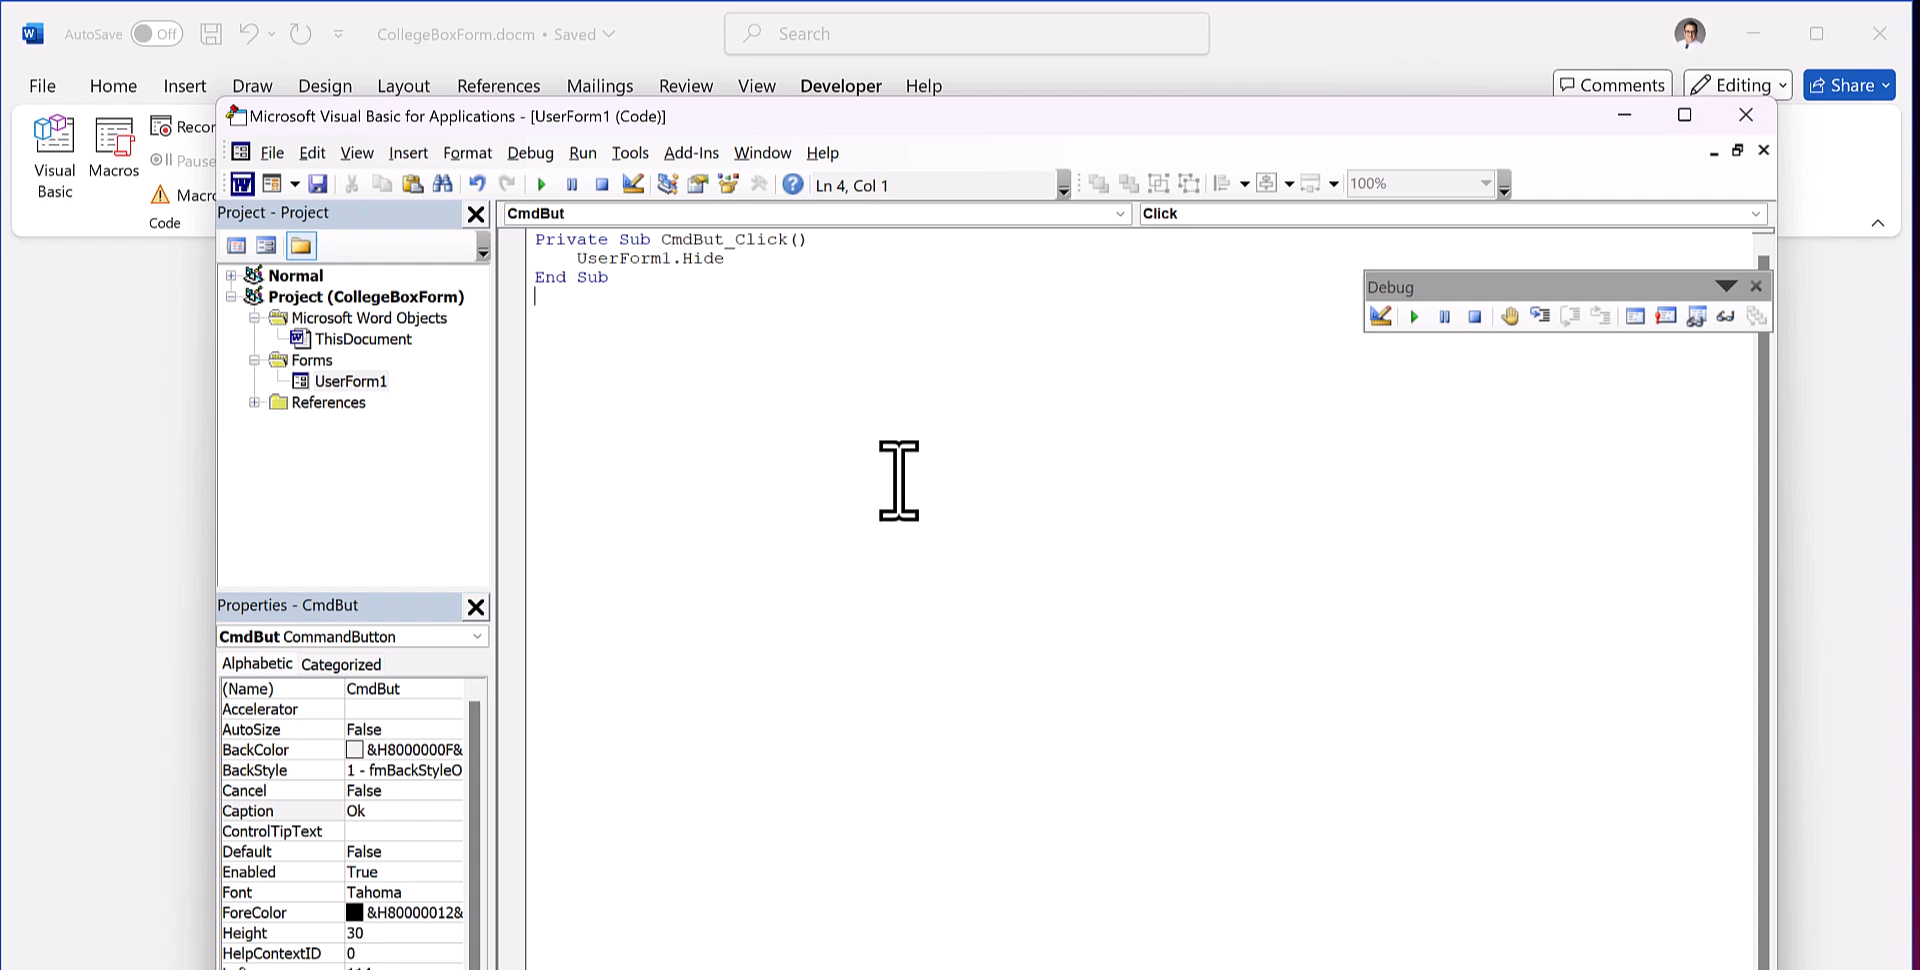 AutoSave Off CollegeBoxForm.docm • Saved Search
File Home Insert Draw Design Layout References Mailings Review View Developer Help Comments Editing Share
Visual Basic
Macros
Recor
Pause
Macro
Code
Microsoft Visual Basic for Applications - [UserForm1 (Code)]
File Edit View Insert Format Debug Run Tools Add-Ins Window Help
Ln 4, Col 1 100%
Project - Project
Normal
Project (CollegeBoxForm)
Microsoft Word Objects
ThisDocument
Forms
UserForm1
References
CmdBut Click
Private Sub CmdBut_Click()
UserForm1.Hide
End Sub
Debug
Properties - CmdBut
CmdBut CommandButton
Alphabetic Categorized
(Name) CmdBut
Accelerator
AutoSize False
BackColor &H8000000F&
BackStyle 1 - fmBackStyleO
Cancel False
Caption Ok
ControlTipText
Default False
Enabled True
Font Tahoma
ForeColor &H80000012&
Height 30
HelpContextID 0